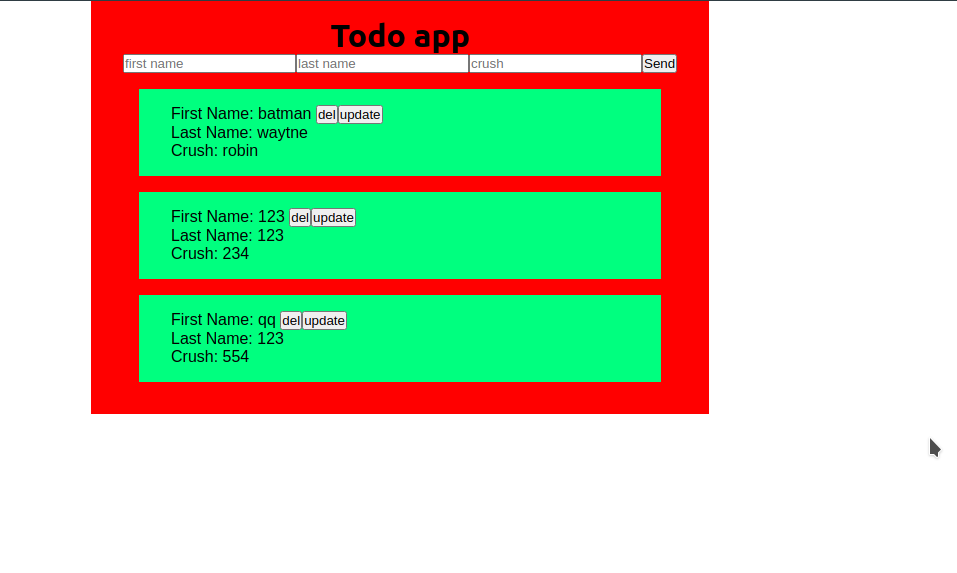 Todo app
first name last name crush Send
First Name: batman del update
Last Name: waytne
Crush: robin
First Name: 123 del update
Last Name: 123
Crush: 234
First Name: qq del update
Last Name: 123
Crush: 554